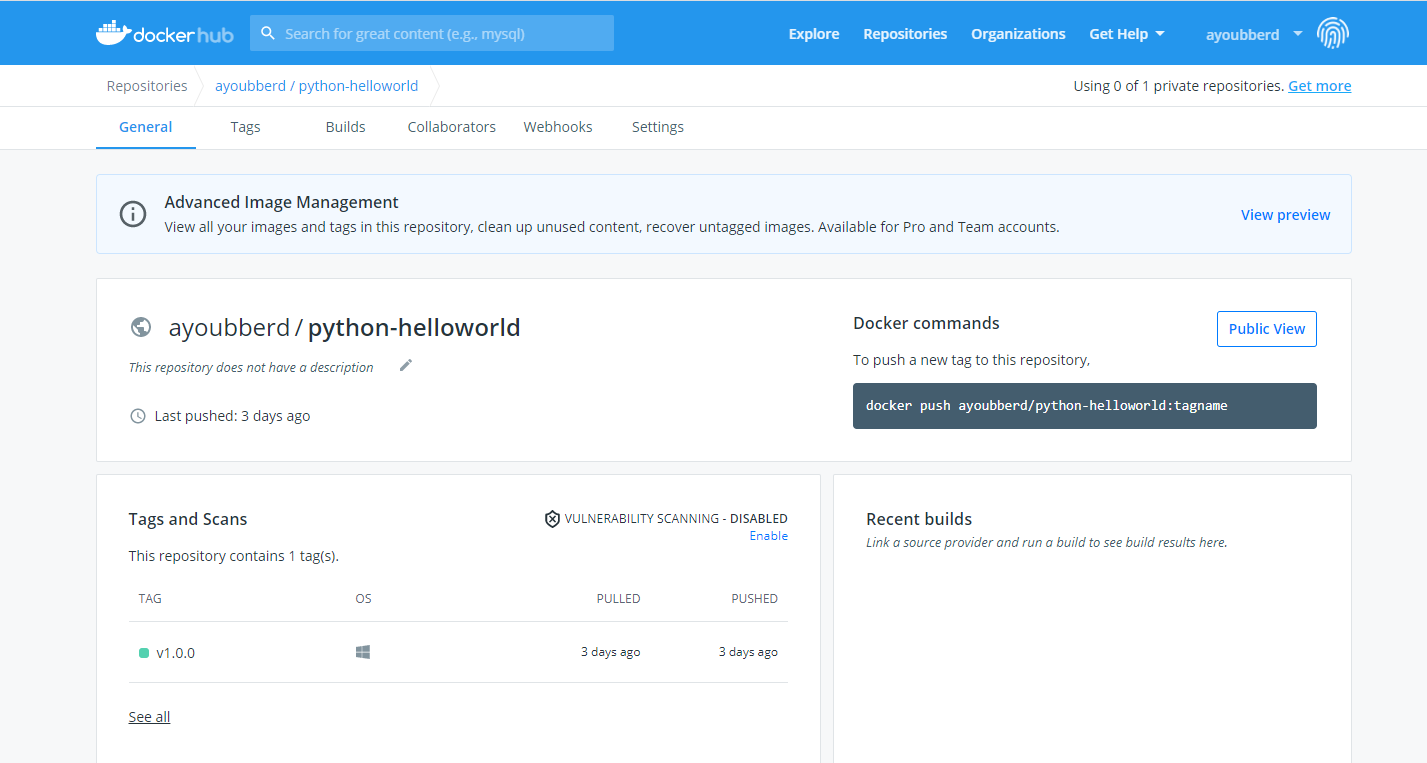 docker hub
Search for great content (e.g., mysql)
Explore
Repositories
Organizations
Get Help
ayoubberd
Repositories
ayoubberd / python-helloworld
Using 0 of 1 private repositories. Get more
General
Tags
Builds
Collaborators
Webhooks
Settings
Advanced Image Management
View all your images and tags in this repository, clean up unused content, recover untagged images. Available for Pro and Team accounts.
View preview
ayoubberd / python-helloworld
This repository does not have a description
Last pushed: 3 days ago
Docker commands
Public View
To push a new tag to this repository,
docker push ayoubberd/python-helloworld:tagname
Tags and Scans
VULNERABILITY SCANNING - DISABLED
Enable
This repository contains 1 tag(s).
TAG OS PULLED PUSHED
v1.0.0 3 days ago 3 days ago
See all
Recent builds
Link a source provider and run a build to see build results here.